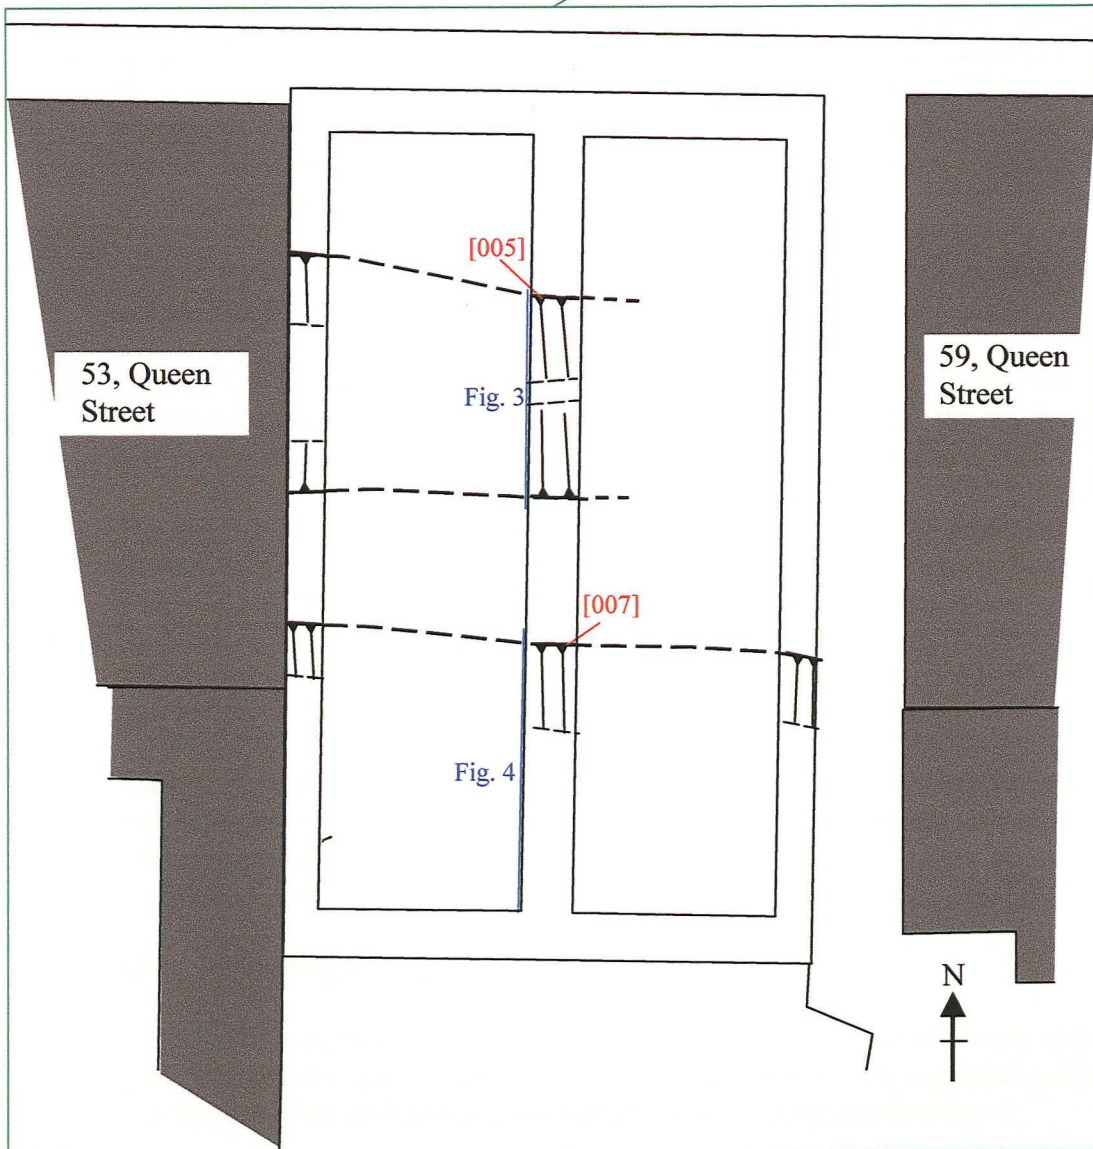 [005]
53, Queen
Street
Fig. 3
59, Queen
Street
[007]
Fig. 4
N